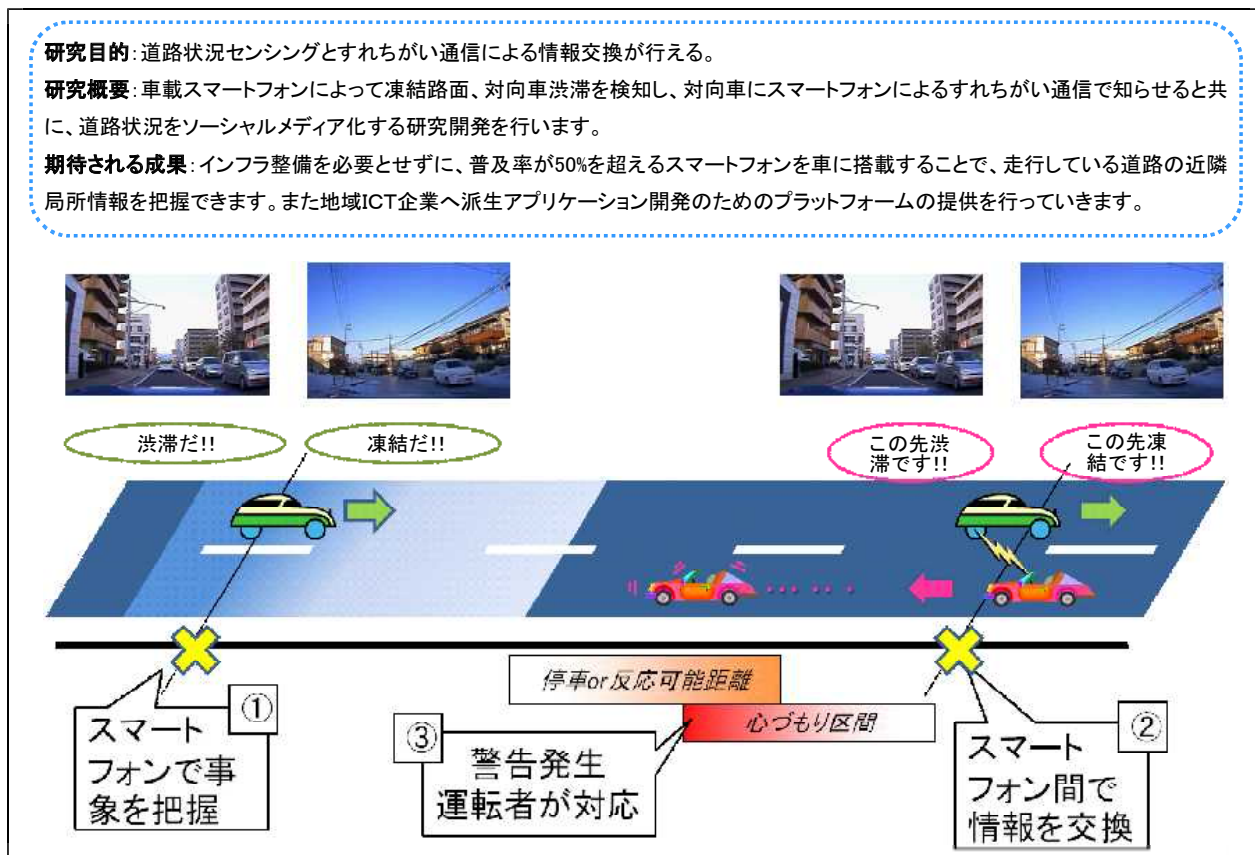 研究目的：道路状況センシングとすれちがい通信による情報交換が行える。
研究概要：車載スマートフォンによって凍結路面、対向車渋滞を検知し、対向車にスマートフォンによるすれちがい通信で知らせると共
に、道路状況をソーシャルメディア化する研究開発を行います。
期待される成果：インフラ整備を必要とせずに、普及率が50%を超えるスマートフォンを車に搭載することで、走行している道路の近隣
局所情報を把握できます。また地域ICT企業へ派生アプリケーション開発のためのプラットフォームの提供を行っていきます。
渋滞だ!!
凍結だ!!
この先渋
滞です!!
この先凍
結です!!
停車or反応可能距離
心づもり区間
①
スマート
フォンで事
象を把握
③
警告発生
運転者が対応
②
スマート
フォン間で
情報を交換